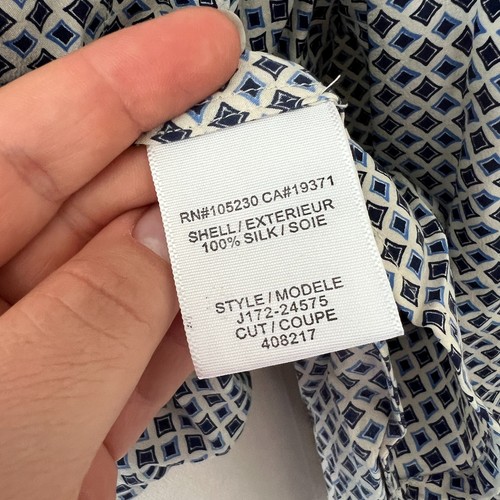 RN#105230 CA#19371
SHELL / EXTERIEUR
100% SILK / SOIE
STYLE / MODELE
J172-24575
CUT / COUPE
408217